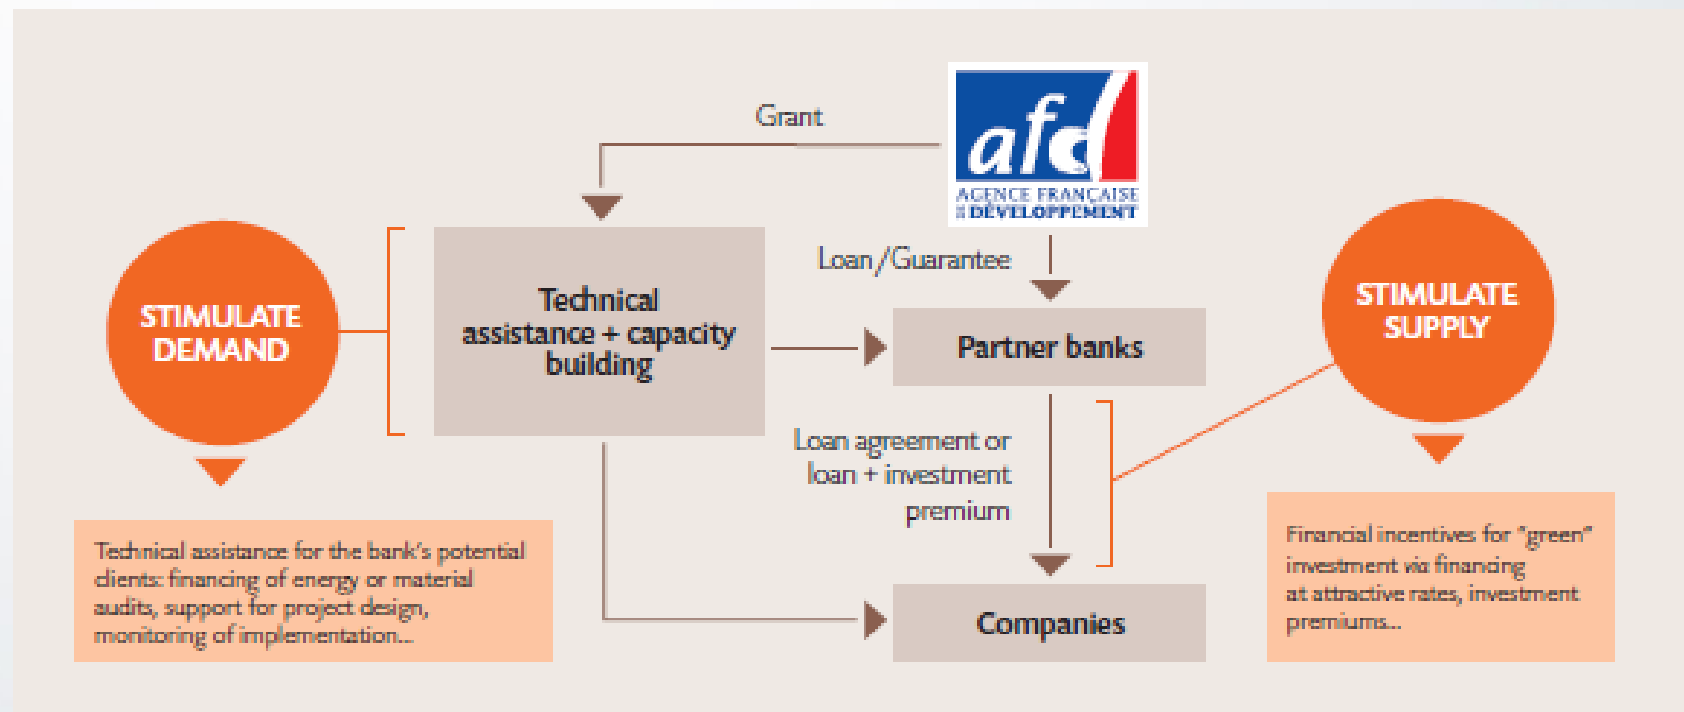 Grant
afd
AGENCE FRANÇAISE
DE DÉVELOPPEMENT
Loan/Guarantee
STIMULATE
DEMAND
Technical
assistance + capacity
building
Partner banks
STIMULATE
SUPPLY
Loan agreement or
loan + investment
premium
Companies
Technical assistance for the bank's potential
clients: financing of energy or material
audits, support for project design,
monitoring of implementation...
Financial incentives for "green"
investment via financing
at attractive rates, investment
premiums...